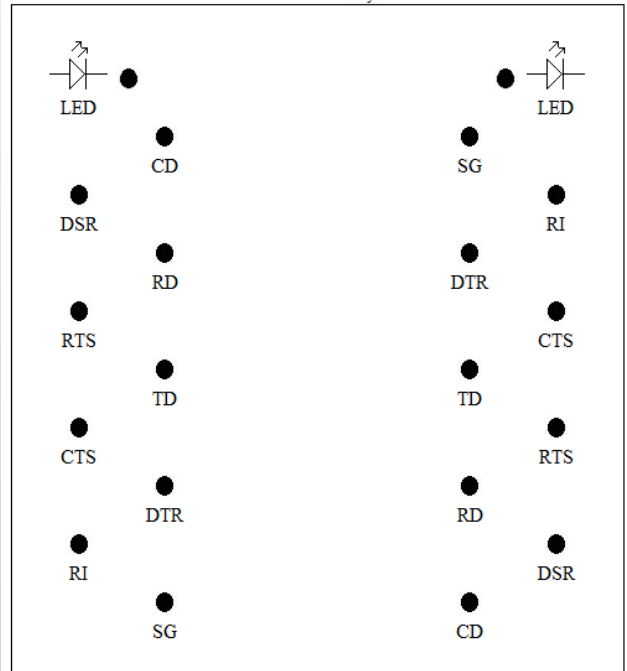 LED LED
CD SG
DSR RI
RD DTR
RTS CTS
TD TD
CTS RTS
DTR RD
RI DSR
SG CD